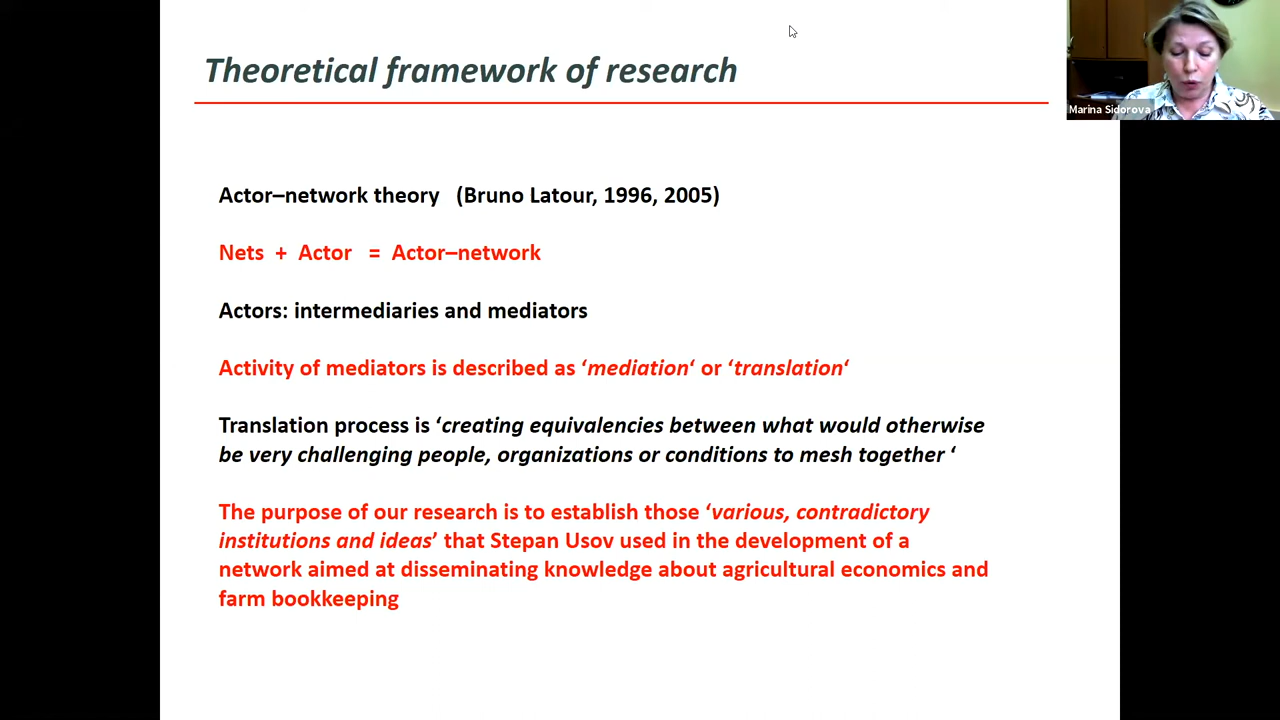 Theoretical framework of research
Marina Sidorova
Actor–network theory (Bruno Latour, 1996, 2005)
Nets + Actor = Actor–network
Actors: intermediaries and mediators
Activity of mediators is described as ‘mediation‘ or ‘translation‘
Translation process is ‘creating equivalencies between what would otherwise
be very challenging people, organizations or conditions to mesh together ‘
The purpose of our research is to establish those ‘various, contradictory
institutions and ideas’ that Stepan Usov used in the development of a
network aimed at disseminating knowledge about agricultural economics and
farm bookkeeping